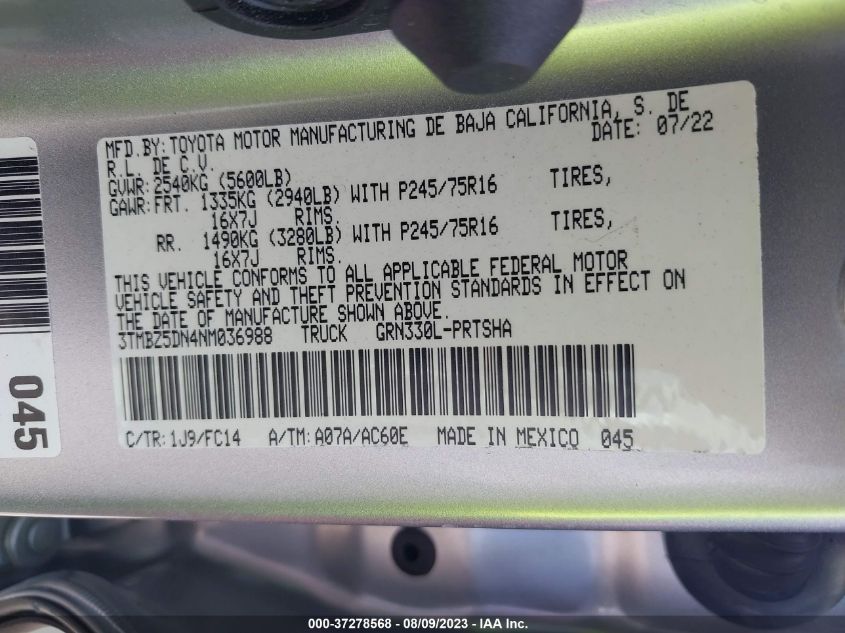 MFD. BY: TOYOTA MOTOR MANUFACTURING DE BAJA CALIFORNIA, S. DE
R.L. DE C.V. DATE: 07/22
GVWR: 2540KG (5600LB)
GAWR: FRT. 1335KG (2940LB) WITH P245/75R16 TIRES,
16X7J RIMS.
RR. 1490KG (3280LB) WITH P245/75R16 TIRES,
16X7J RIMS.
THIS VEHICLE CONFORMS TO ALL APPLICABLE FEDERAL MOTOR
VEHICLE SAFETY AND THEFT PREVENTION STANDARDS IN EFFECT ON
THE DATE OF MANUFACTURE SHOWN ABOVE.
3TMBZ5DN4NM036988 TRUCK GRN330L-PRTSHA
C/TR: 1J9/FC14 A/TM: A07A/AC60E MADE IN MEXICO 045
045
000-37278568 - 08/09/2023 - © IAA Inc.